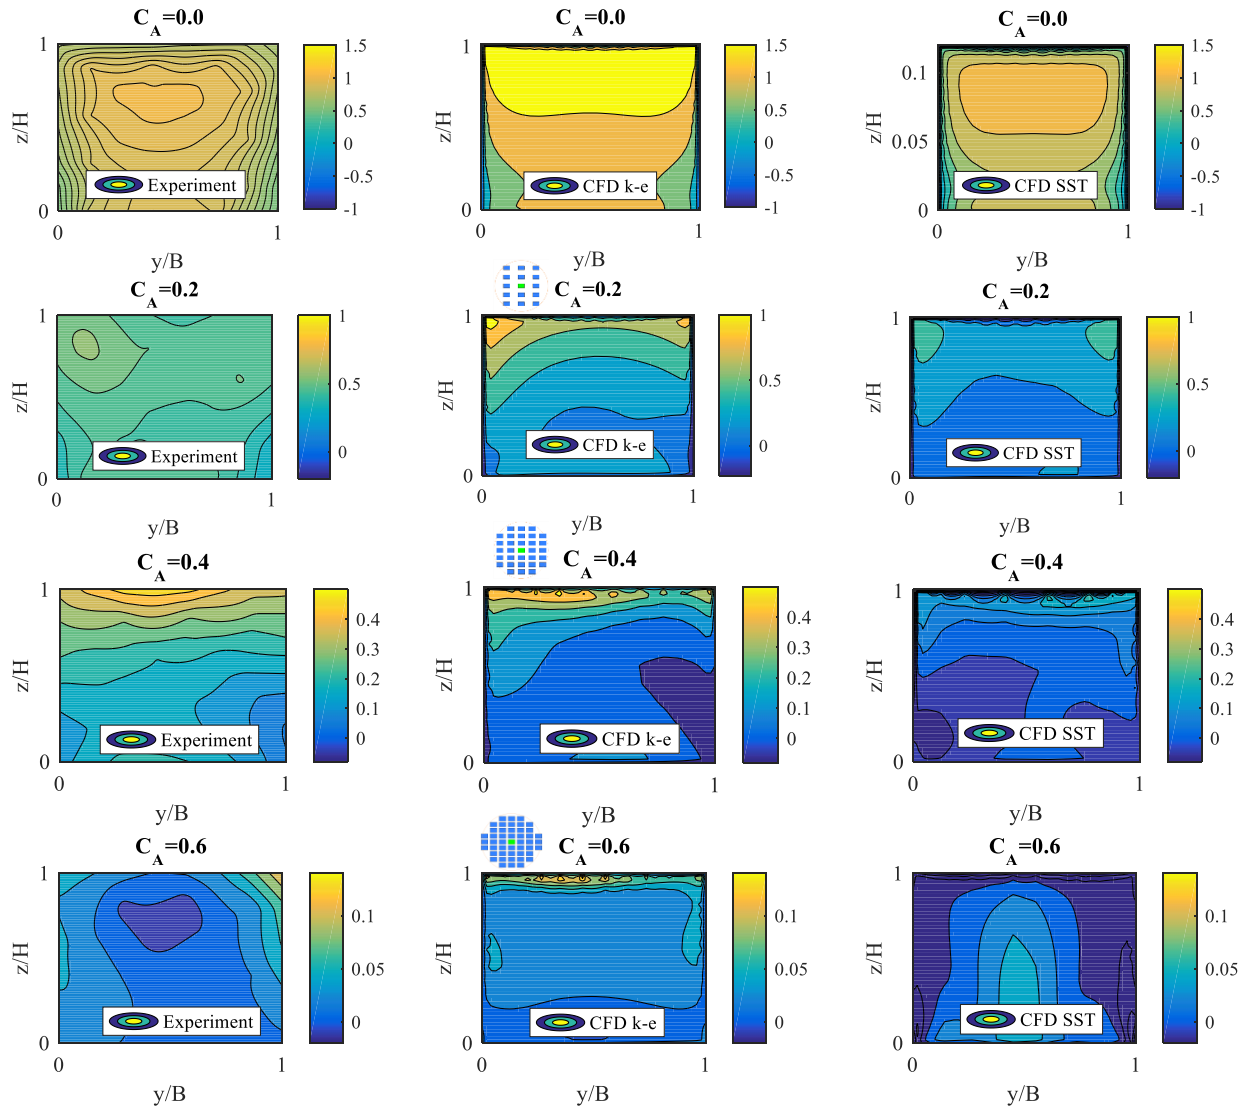 C_A=0.0
C_A=0.0
C_A=0.0
1
z/H
0
0
1
y/B
Experiment
1.5
1
0.5
0
-0.5
-1
1
z/H
0
0
1
y/B
CFD k-e
1.5
1
0.5
0
-0.5
-1
0.1
z/H
0.05
0
0
1
CFD SST
1.5
1
0.5
0
-0.5
-1
C_A=0.2
C_A=0.2
C_A=0.2
1
z/H
0
0
1
y/B
Experiment
1
0.5
0
1
z/H
0
0
1
y/B
CFD k-e
1
0.5
0
1
z/H
0
0
1
CFD SST
1
0.5
0
C_A=0.4
C_A=0.4
C_A=0.4
1
z/H
0
0
1
y/B
Experiment
0.4
0.3
0.2
0.1
0
1
z/H
0
0
1
y/B
CFD k-e
0.4
0.3
0.2
0.1
0
1
z/H
0
0
1
CFD SST
0.4
0.3
0.2
0.1
0
C_A=0.6
C_A=0.6
C_A=0.6
1
z/H
0
0
1
y/B
Experiment
0.1
0.05
0
1
z/H
0
0
1
y/B
CFD k-e
0.1
0.05
0
1
z/H
0
0
1
y/B
CFD SST
0.1
0.05
0